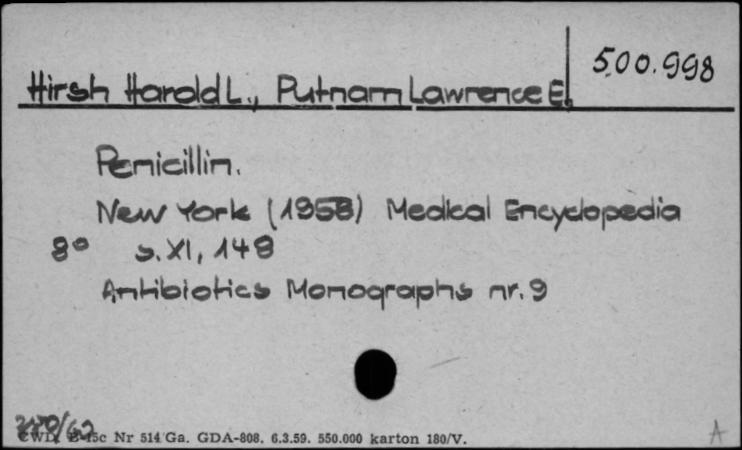 500.998
Hirsh Harold L., Putnam Lawrence E.
Penicillin.
New York (1958) Medical Encyclopedia
8° s. XI, 148
Antibiotics Monographs nr. 9
CWD, Nr 514 Ga. GDA-808. 6.3.59. 550.000 karton 180/V.
A